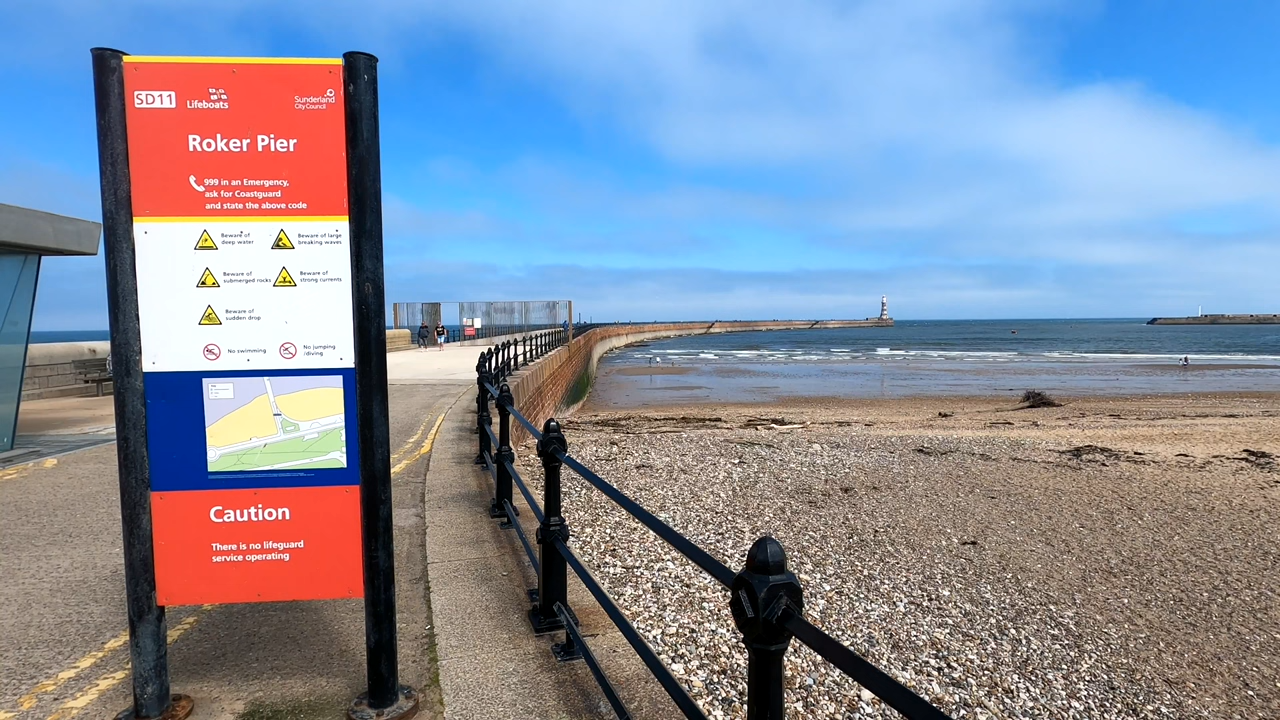 SD11
Lifeboats
Sunderland
City Council
Roker Pier
999 in an Emergency,
ask for Coastguard
and state the above code
Beware of
deep water
Beware of large
breaking waves
Beware of
submerged rocks
Beware of
strong currents
Beware of
sudden drop
No swimming
No jumping
/diving
Caution
There is no lifeguard
service operating